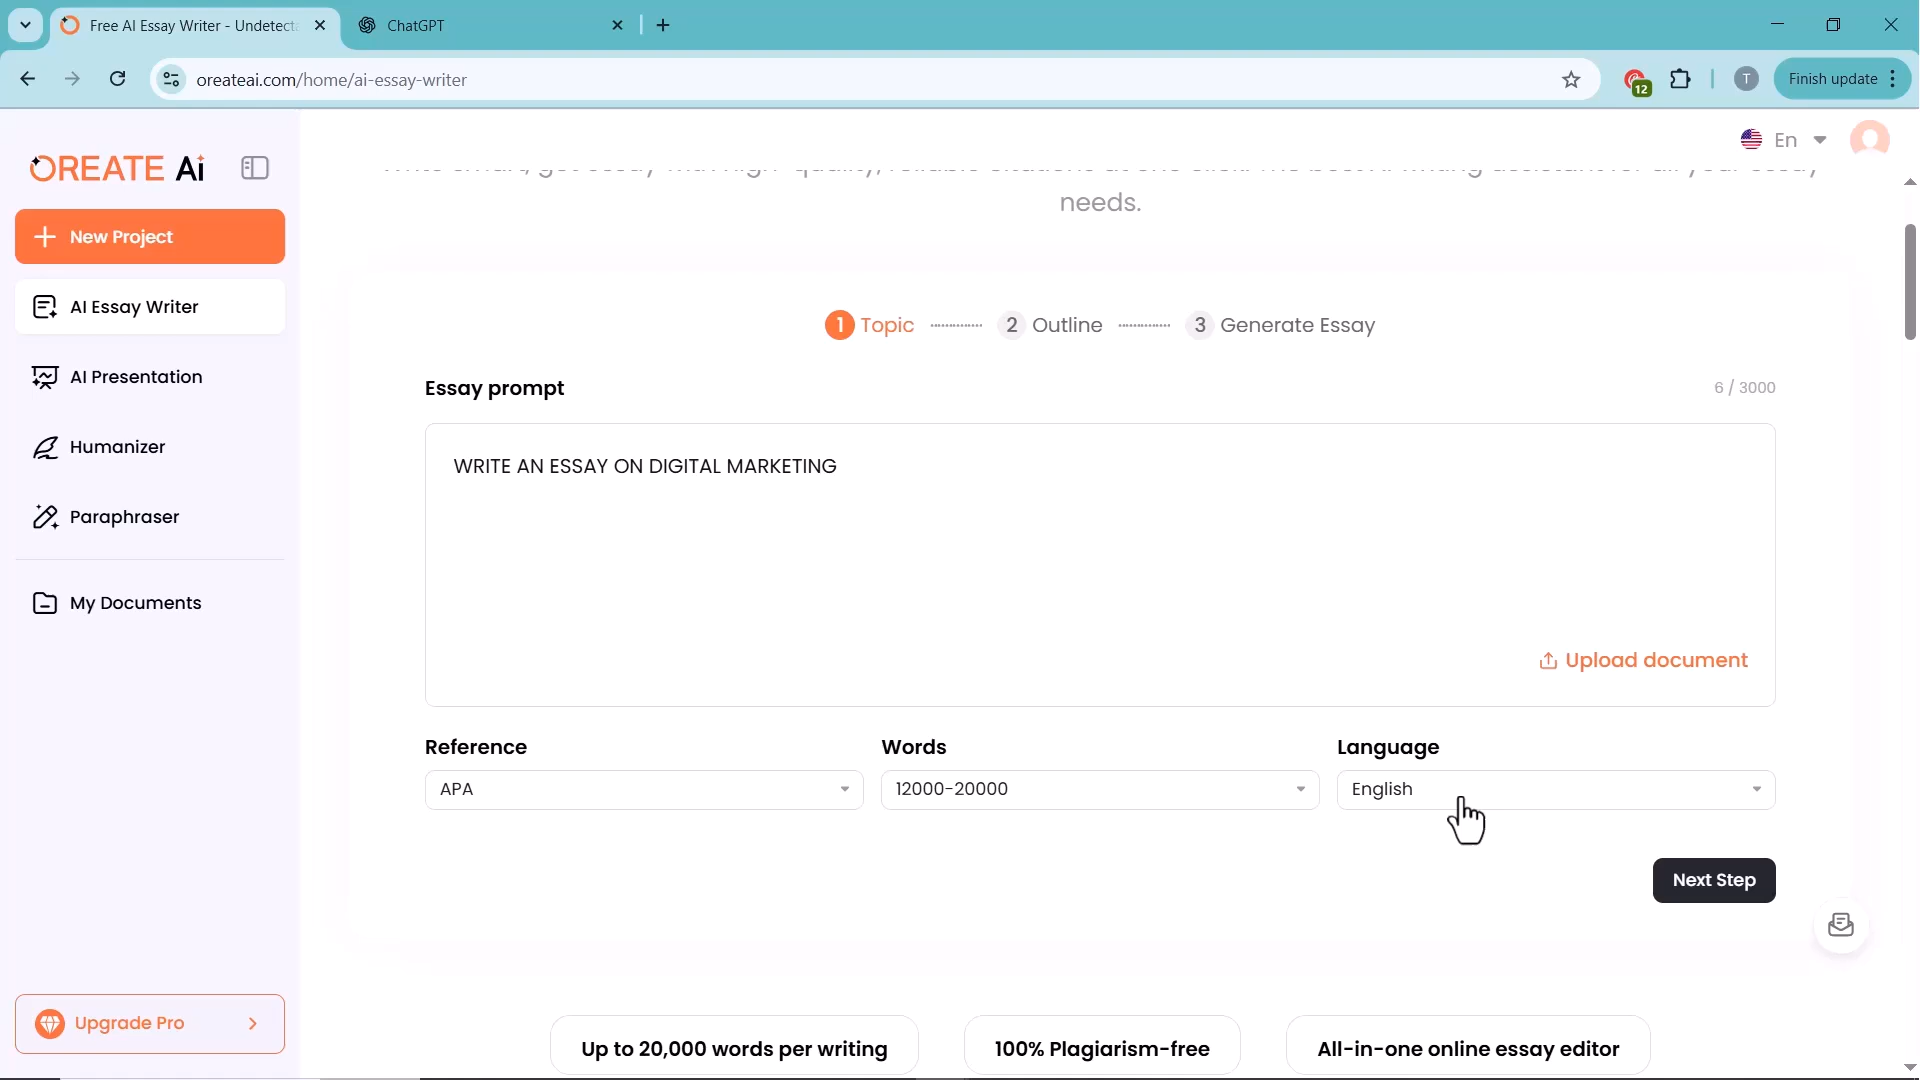 Free AI Essay Writer - Undetecta
ChatGPT
oreateai.com/home/ai-essay-writer
12
T
Finish update
OREATE Ai
En
needs.
New Project
AI Essay Writer
1 Topic
2 Outline
3 Generate Essay
AI Presentation
Essay prompt
6 / 3000
Humanizer
WRITE AN ESSAY ON DIGITAL MARKETING
Paraphraser
My Documents
Upload document
Reference
Words
Language
APA
12000-20000
English
Next Step
Upgrade Pro
Up to 20,000 words per writing
100% Plagiarism-free
All-in-one online essay editor